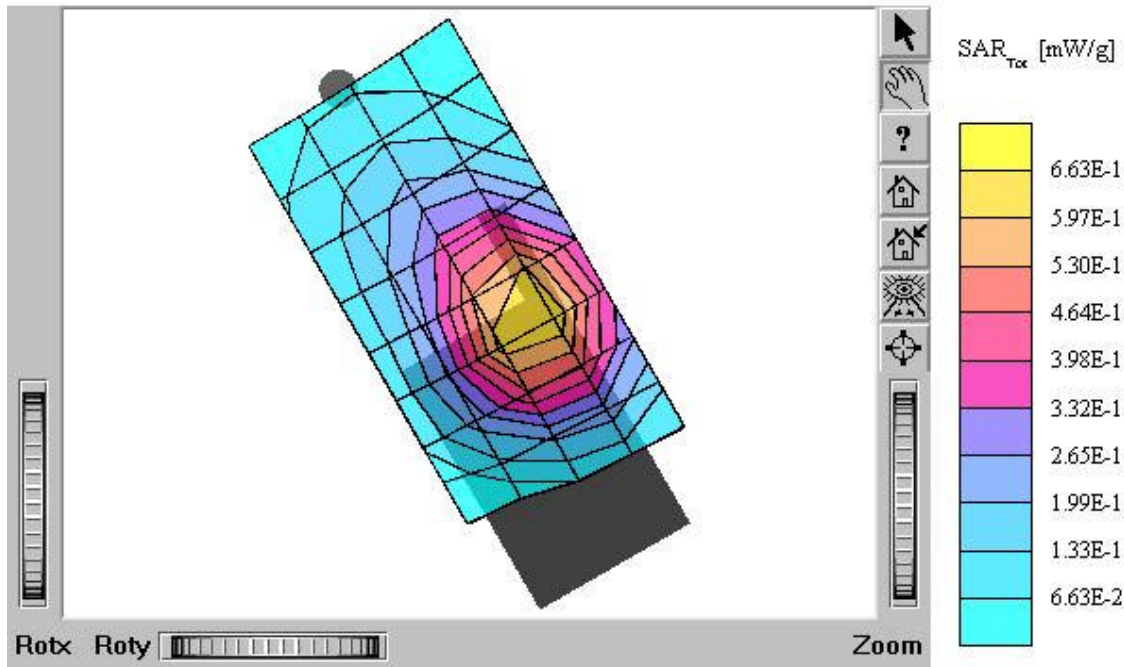 SAR_Tot [mW/g]
?
6.63E-1
5.97E-1
5.30E-1
4.64E-1
3.98E-1
3.32E-1
2.65E-1
1.99E-1
1.33E-1
6.63E-2
Rotx Roty Zoom